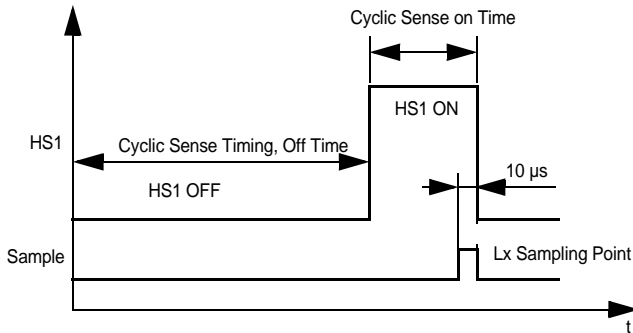 Cyclic Sense on Time
HS1 ON
HS1
Cyclic Sense Timing, Off Time
10 µs
HS1 OFF
Sample
Lx Sampling Point
t